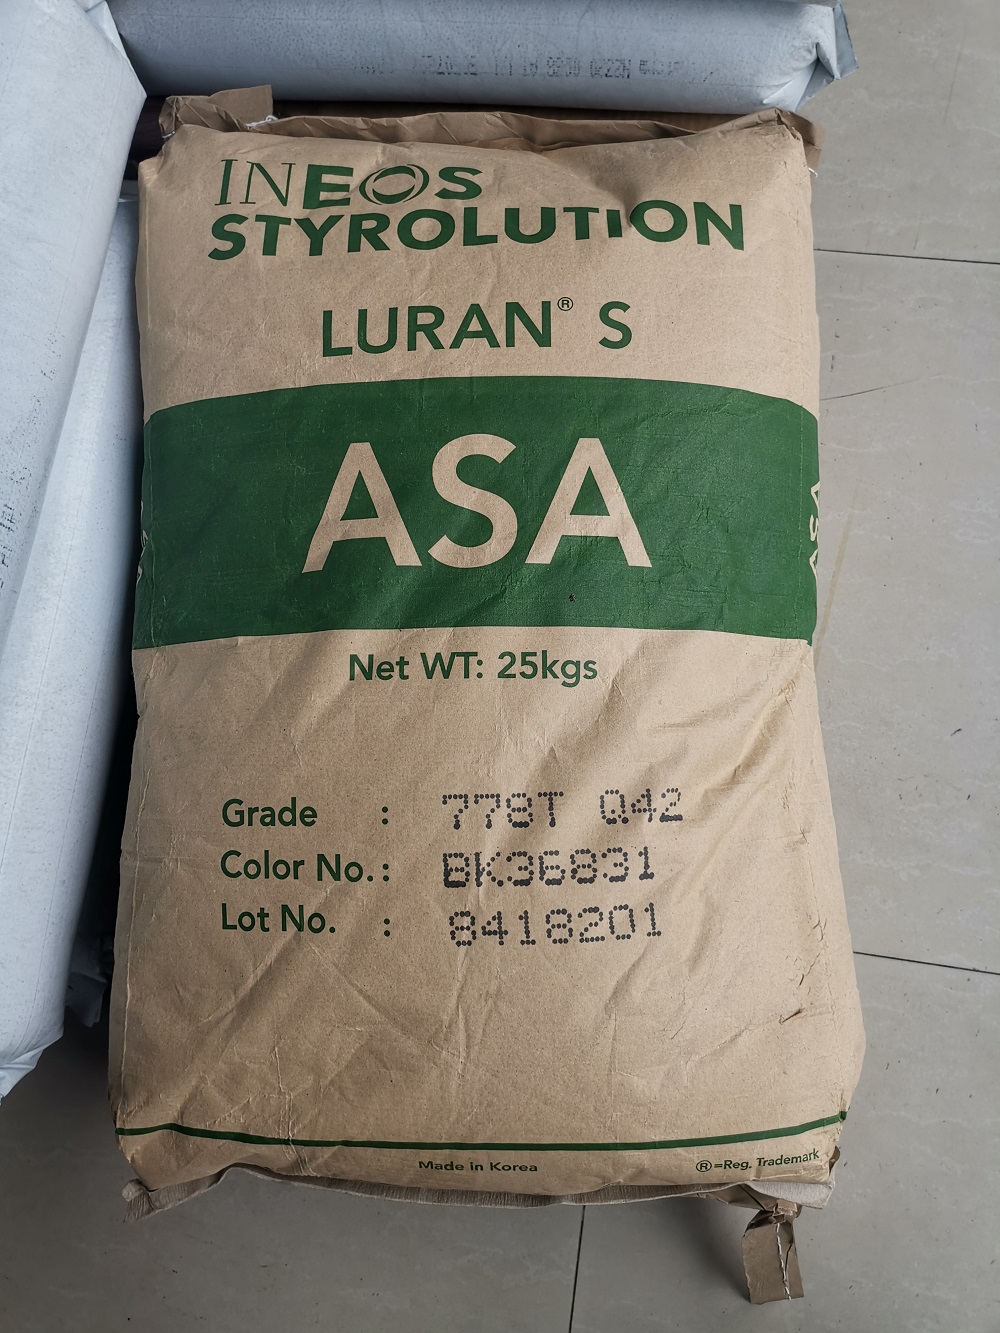 INEOS
STYROLUTION
LURAN® S
ASA
ASA
Net WT: 25kgs
Grade : 778T Q42
Color No.: BK36831
Lot No. : 8418201
Made in Korea
®=Reg. Trademark